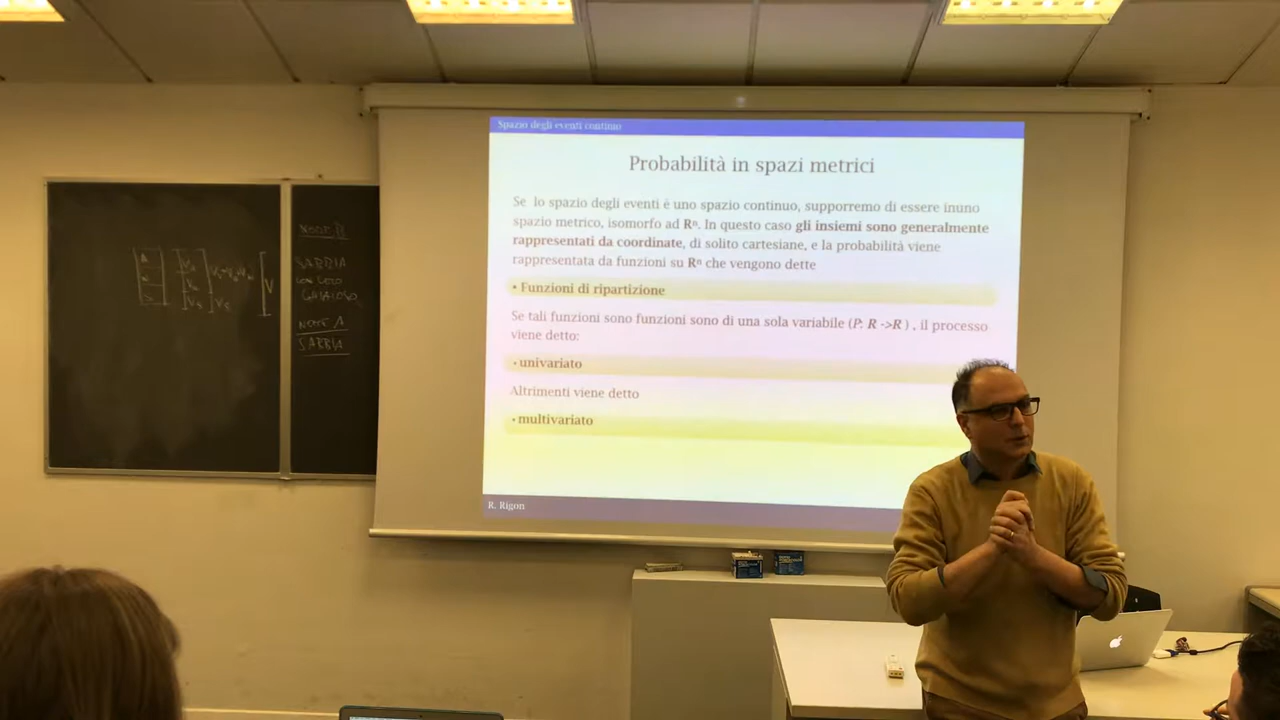 Spazio degli eventi continuo
Probabilità in spazi metrici
Se lo spazio degli eventi è uno spazio continuo, supporremo di essere inuno
spazio metrico, isomorfo ad Rⁿ. In questo caso gli insiemi sono generalmente
rappresentati da coordinate, di solito cartesiane, e la probabilità viene
rappresentata da funzioni su Rⁿ che vengono dette
• Funzioni di ripartizione
Se tali funzioni sono funzioni sono di una sola variabile (P: R ->R ) , il processo
viene detto:
• univariato
Altrimenti viene detto
• multivariato
R. Rigon
SABBIA
NOTE A
SABBIA